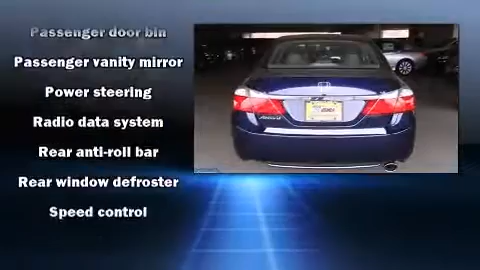 Passenger door bin
Passenger vanity mirror
Power steering
Radio data system
Rear anti-roll bar
Rear window defroster
Speed control